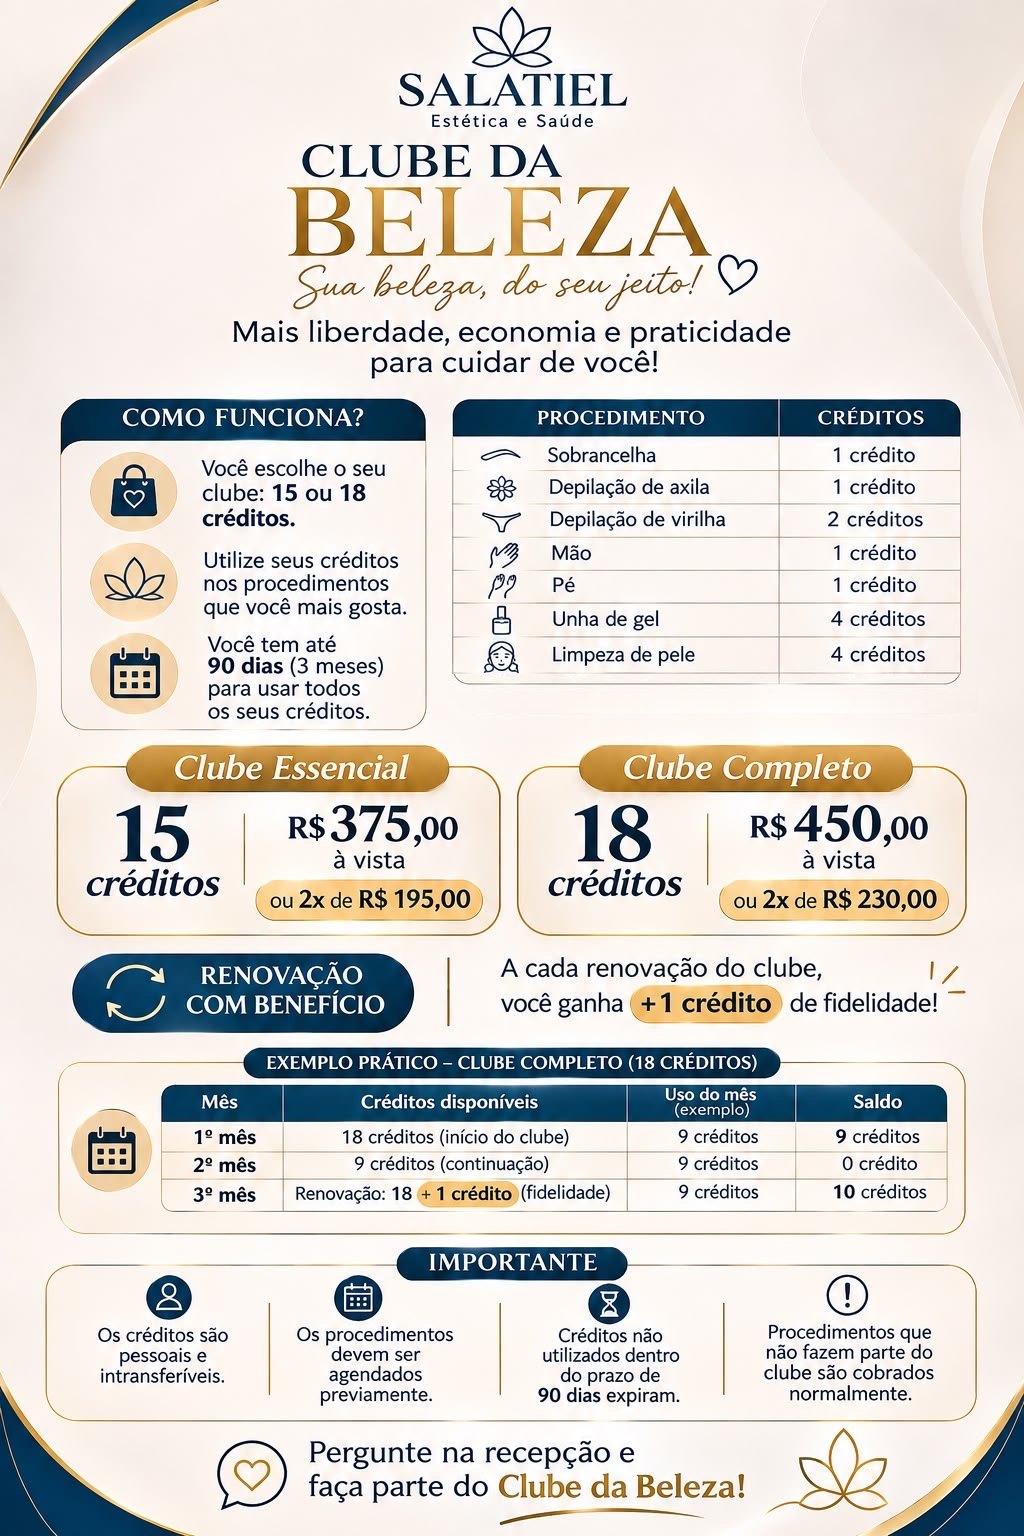 SALATIEL
Estética e Saúde
CLUBE DA
BELEZA
Sua beleza, do seu jeito!
Mais liberdade, economia e praticidade
para cuidar de você!
COMO FUNCIONA?
Você escolhe o seu
clube: 15 ou 18
créditos.
Utilize seus créditos
nos procedimentos
que você mais gosta.
Você tem até
90 dias (3 meses)
para usar todos
os seus créditos.
PROCEDIMENTO CRÉDITOS
Sobrancelha 1 crédito
Depilação de axila 1 crédito
Depilação de virilha 2 créditos
Mão 1 crédito
Pé 1 crédito
Unha de gel 4 créditos
Limpeza de pele 4 créditos
Clube Essencial
15
créditos
R$ 375,00
à vista
ou 2x de R$ 195,00
Clube Completo
18
créditos
R$ 450,00
à vista
ou 2x de R$ 230,00
RENOVAÇÃO
COM BENEFÍCIO
A cada renovação do clube,
você ganha +1 crédito de fidelidade!
EXEMPLO PRÁTICO – CLUBE COMPLETO (18 CRÉDITOS)
Mês Créditos disponíveis Uso do mês (exemplo) Saldo
1º mês 18 créditos (início do clube) 9 créditos 9 créditos
2º mês 9 créditos (continuação) 9 créditos 0 crédito
3º mês Renovação: 18 + 1 crédito (fidelidade) 9 créditos 10 créditos
IMPORTANTE
Os créditos são
pessoais e
intransferíveis.
Os procedimentos
devem ser
agendados
previamente.
Créditos não
utilizados dentro
do prazo de
90 dias expiram.
Procedimentos que
não fazem parte do
clube são cobrados
normalmente.
Pergunte na recepção e
faça parte do Clube da Beleza!